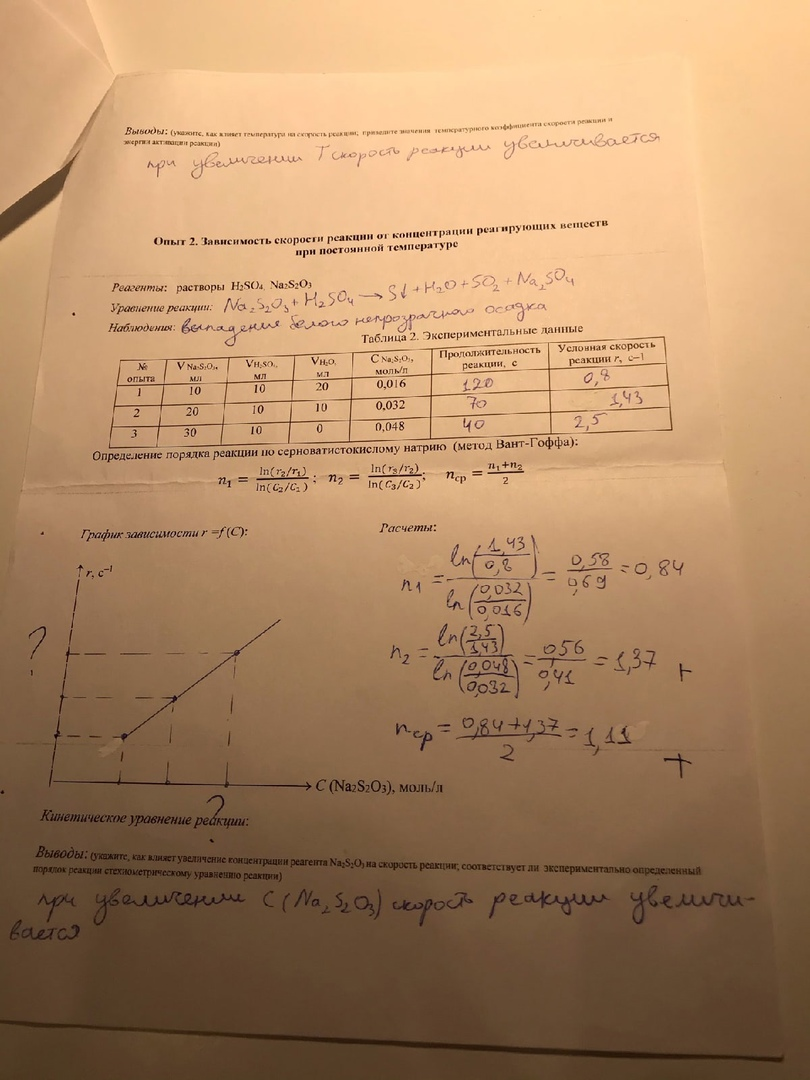 Выводы: (укажите, как влияет температура на скорость реакции; приведите значения температурного коэффициента скорости реакции и
энергии активации реакции)
при увеличении T скорость реакции увеличивается
Опыт 2. Зависимость скорости реакции от концентрации реагирующих веществ
при постоянной температуре
Реагенты: растворы H2SO4, Na2S2O3
Уравнение реакции: Na2S2O3 + H2SO4 → S↓ + H2O + SO2 + Na2SO4
Наблюдения: выпадение белого непрозрачного осадка
Таблица 2. Экспериментальные данные
№ опыта | V Na2S2O3, мл | VH2SO4, мл | VH2O, мл | C Na2S2O3, моль/л | Продолжительность реакции, с | Условная скорость реакции r, с–1
1 | 10 | 10 | 20 | 0,016 | 120 | 0,8
2 | 20 | 10 | 10 | 0,032 | 70 | 1,43
3 | 30 | 10 | 0 | 0,048 | 40 | 2,5
Определение порядка реакции по серноватистокислому натрию (метод Вант-Гоффа):
n1 = ln(r2/r1) / ln(C2/C1); n2 = ln(r3/r2) / ln(C3/C2); nср = n1+n2 / 2
График зависимости r =f (C):
Расчеты:
r, с–1
n1 = ln(1,43/0,8) / ln(0,032/0,016) = 0,58/0,69 = 0,84
?
n2 = ln(2,5/1,43) / ln(0,048/0,032) = 0,56/0,41 = 1,37 +
nср = 0,84+1,37 / 2 = 1,11 +
C (Na2S2O3), моль/л
?
Кинетическое уравнение реакции:
Выводы: (укажите, как влияет увеличение концентрации реагента Na2S2O3 на скорость реакции; соответствует ли экспериментально определенный
порядок реакции стехиометрическому уравнению реакции)
при увеличении C (Na2S2O3) скорость реакции увеличи-
вается